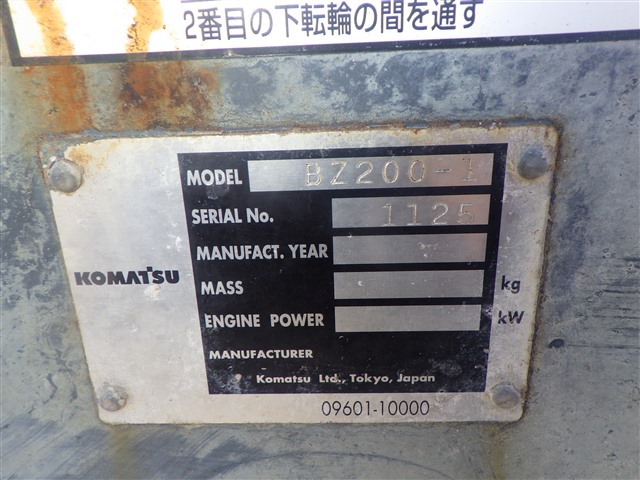 2番目の下転輪の間を通す
MODEL BZ200-1
SERIAL No. 1125
MANUFACT. YEAR
KOMATSU
MASS kg
ENGINE POWER kW
MANUFACTURER
Komatsu Ltd., Tokyo, Japan
09601-10000